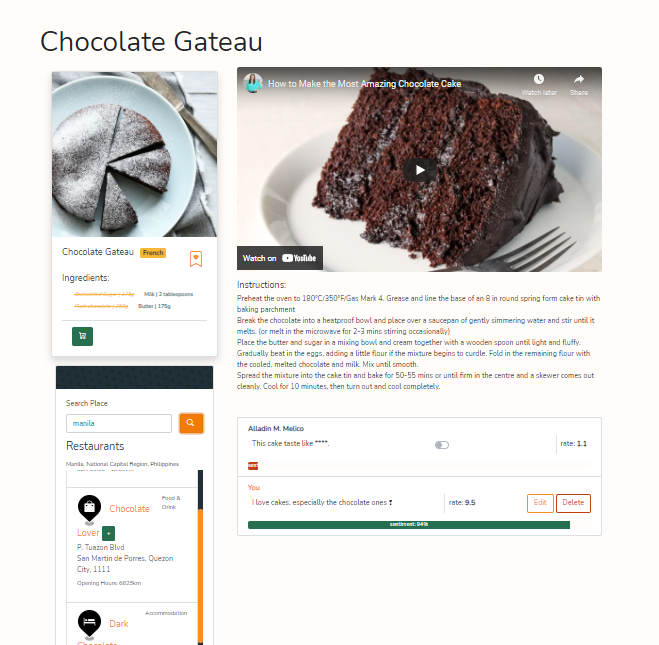 Chocolate Gateau
How to Make the Most Amazing Chocolate Cake
Watch later
Share
Watch on YouTube
Chocolate Gateau French
Ingredients:
Granulated Sugar | 175g Milk | 2 tablespoons
Plain chocolate | 250g Butter | 175g
Search Place
manila
Restaurants
Manila, National Capital Region, Philippines
Chocolate Lover +
Food & Drink
P. Tuazon Blvd
San Martin de Porres, Quezon
City, 1111
Opening Hours: 6623km
Dark
Accommodation
Chocolate
Instructions:
Preheat the oven to 180°C/350°F/Gas Mark 4. Grease and line the base of an 8 in round spring form cake tin with
baking parchment
Break the chocolate into a heatproof bowl and place over a saucepan of gently simmering water and stir until it
melts. (or melt in the microwave for 2-3 mins stirring occasionally)
Place the butter and sugar in a mixing bowl and cream together with a wooden spoon until light and fluffy.
Gradually beat in the eggs, adding a little flour if the mixture begins to curdle. Fold in the remaining flour with
the cooled, melted chocolate and milk. Mix until smooth.
Spread the mixture into the cake tin and bake for 50-55 mins or until firm in the centre and a skewer comes out
cleanly. Cool for 10 minutes, then turn out and cool completely.
Alladin M. Melico
This cake taste like ****.
rate: 1.1
You
I love cakes, especially the chocolate ones ❢
rate: 9.5
Edit
Delete
sentiment: 94%